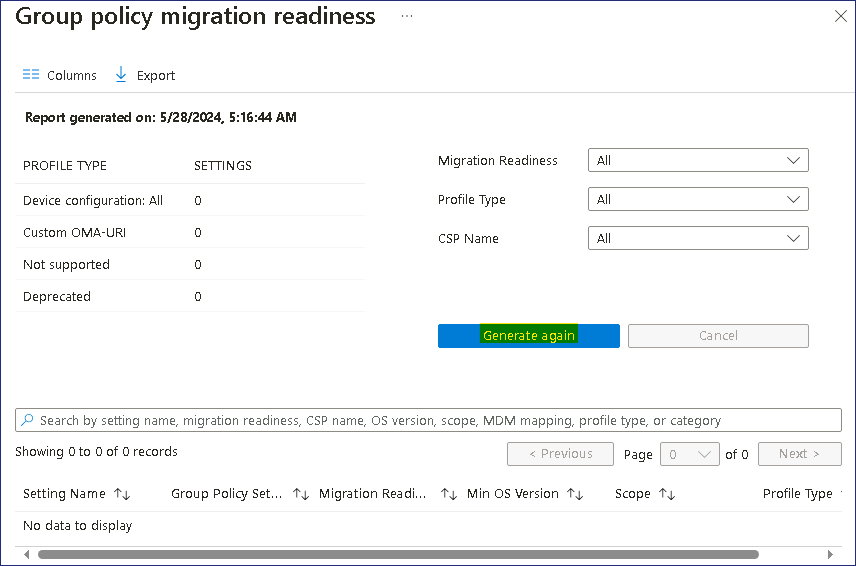 Group policy migration readiness ...
Columns Export
Report generated on: 5/28/2024, 5:16:44 AM
PROFILE TYPE SETTINGS
Device configuration: All 0
Custom OMA-URI 0
Not supported 0
Deprecated 0
Migration Readiness All
Profile Type All
CSP Name All
Generate again Cancel
Search by setting name, migration readiness, CSP name, OS version, scope, MDM mapping, profile type, or category
Showing 0 to 0 of 0 records
< Previous Page 0 of 0 Next >
Setting Name Group Policy Set... Migration Readi... Min OS Version Scope Profile Type
No data to display